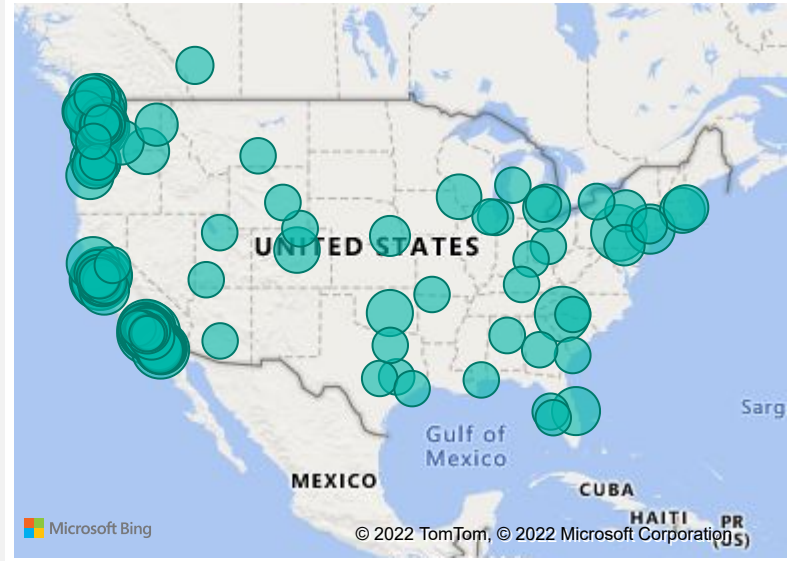 UNITED STATES
Sarg
Gulf of
Mexico
MEXICO
CUBA
HAITI
PR
(US)
Microsoft Bing
© 2022 TomTom, © 2022 Microsoft Corporation